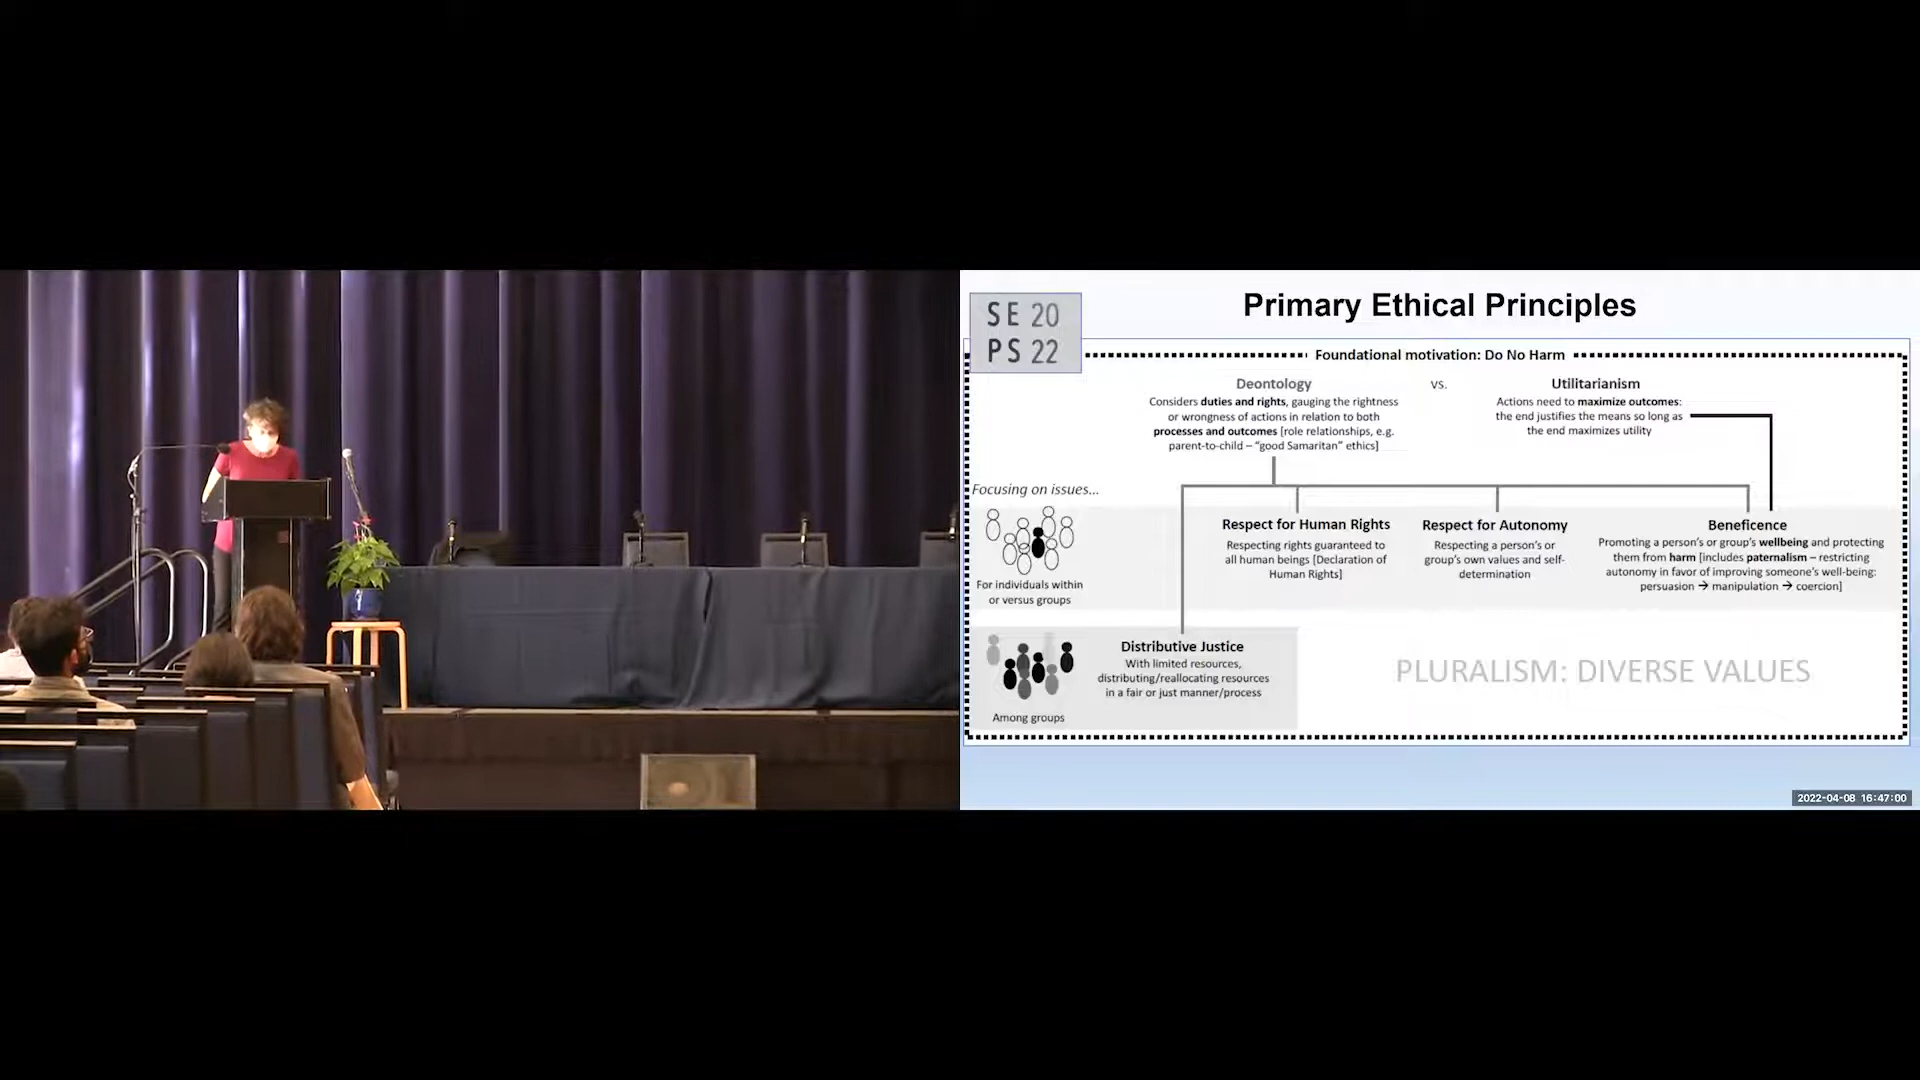 Primary Ethical Principles
SE 20
PS 22
Foundational motivation: Do No Harm
Deontology
Considers duties and rights, gauging the rightness
or wrongness of actions in relation to both
processes and outcomes [role relationships, e.g.
parent-to-child – "good Samaritan" ethics]
vs.
Utilitarianism
Actions need to maximize outcomes:
the end justifies the means so long as
the end maximizes utility
Focusing on issues...
For individuals within
or versus groups
Respect for Human Rights
Respecting rights guaranteed to
all human beings [Declaration of
Human Rights]
Respect for Autonomy
Respecting a person's or
group's own values and self-
determination
Beneficence
Promoting a person's or group's wellbeing and protecting
them from harm [includes paternalism – restricting
autonomy in favor of improving someone's well-being:
persuasion → manipulation → coercion]
Among groups
Distributive Justice
With limited resources,
distributing/reallocating resources
in a fair or just manner/process
PLURALISM: DIVERSE VALUES
2022-04-08 16:47:00